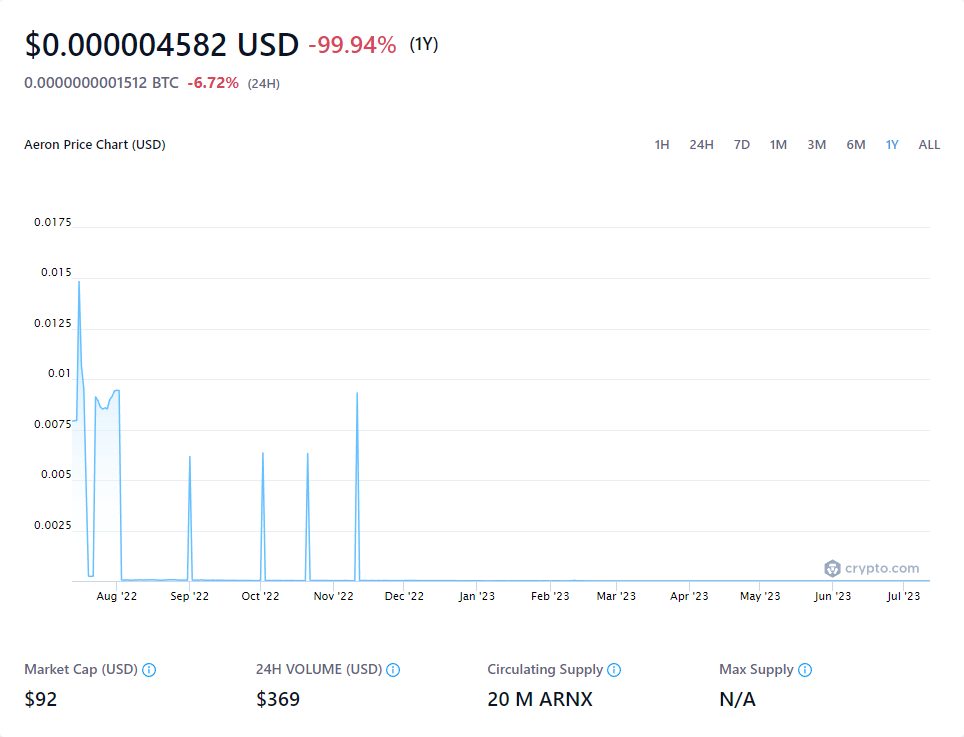 $0.000004582 USD -99.94% (1Y)
0.0000000001512 BTC -6.72% (24H)
Aeron Price Chart (USD) 1H 24H 7D 1M 3M 6M 1Y ALL
0.0175
0.015
0.0125
0.01
0.0075
0.005
0.0025
crypto.com
Aug '22 Sep '22 Oct '22 Nov '22 Dec '22 Jan '23 Feb '23 Mar '23 Apr '23 May '23 Jun '23 Jul '23
Market Cap (USD) 24H VOLUME (USD) Circulating Supply Max Supply
$92 $369 20 M ARNX N/A